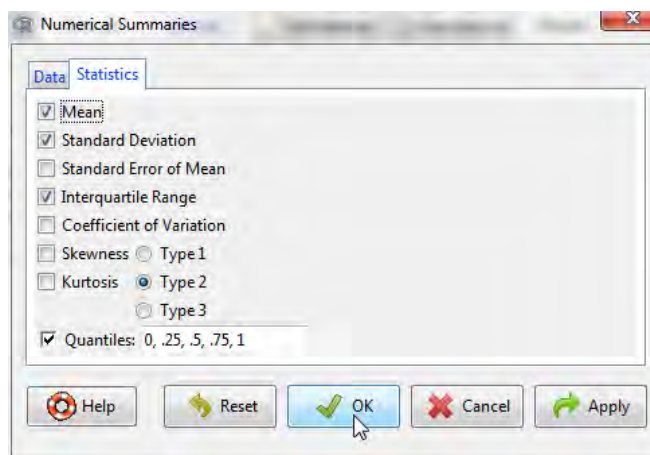 Numerical Summaries
Data Statistics
Mean
Standard Deviation
Standard Error of Mean
Interquartile Range
Coefficient of Variation
Skewness Type 1
Kurtosis Type 2
Type 3
Quantiles: 0, .25, .5, .75, 1
Help Reset OK Cancel Apply